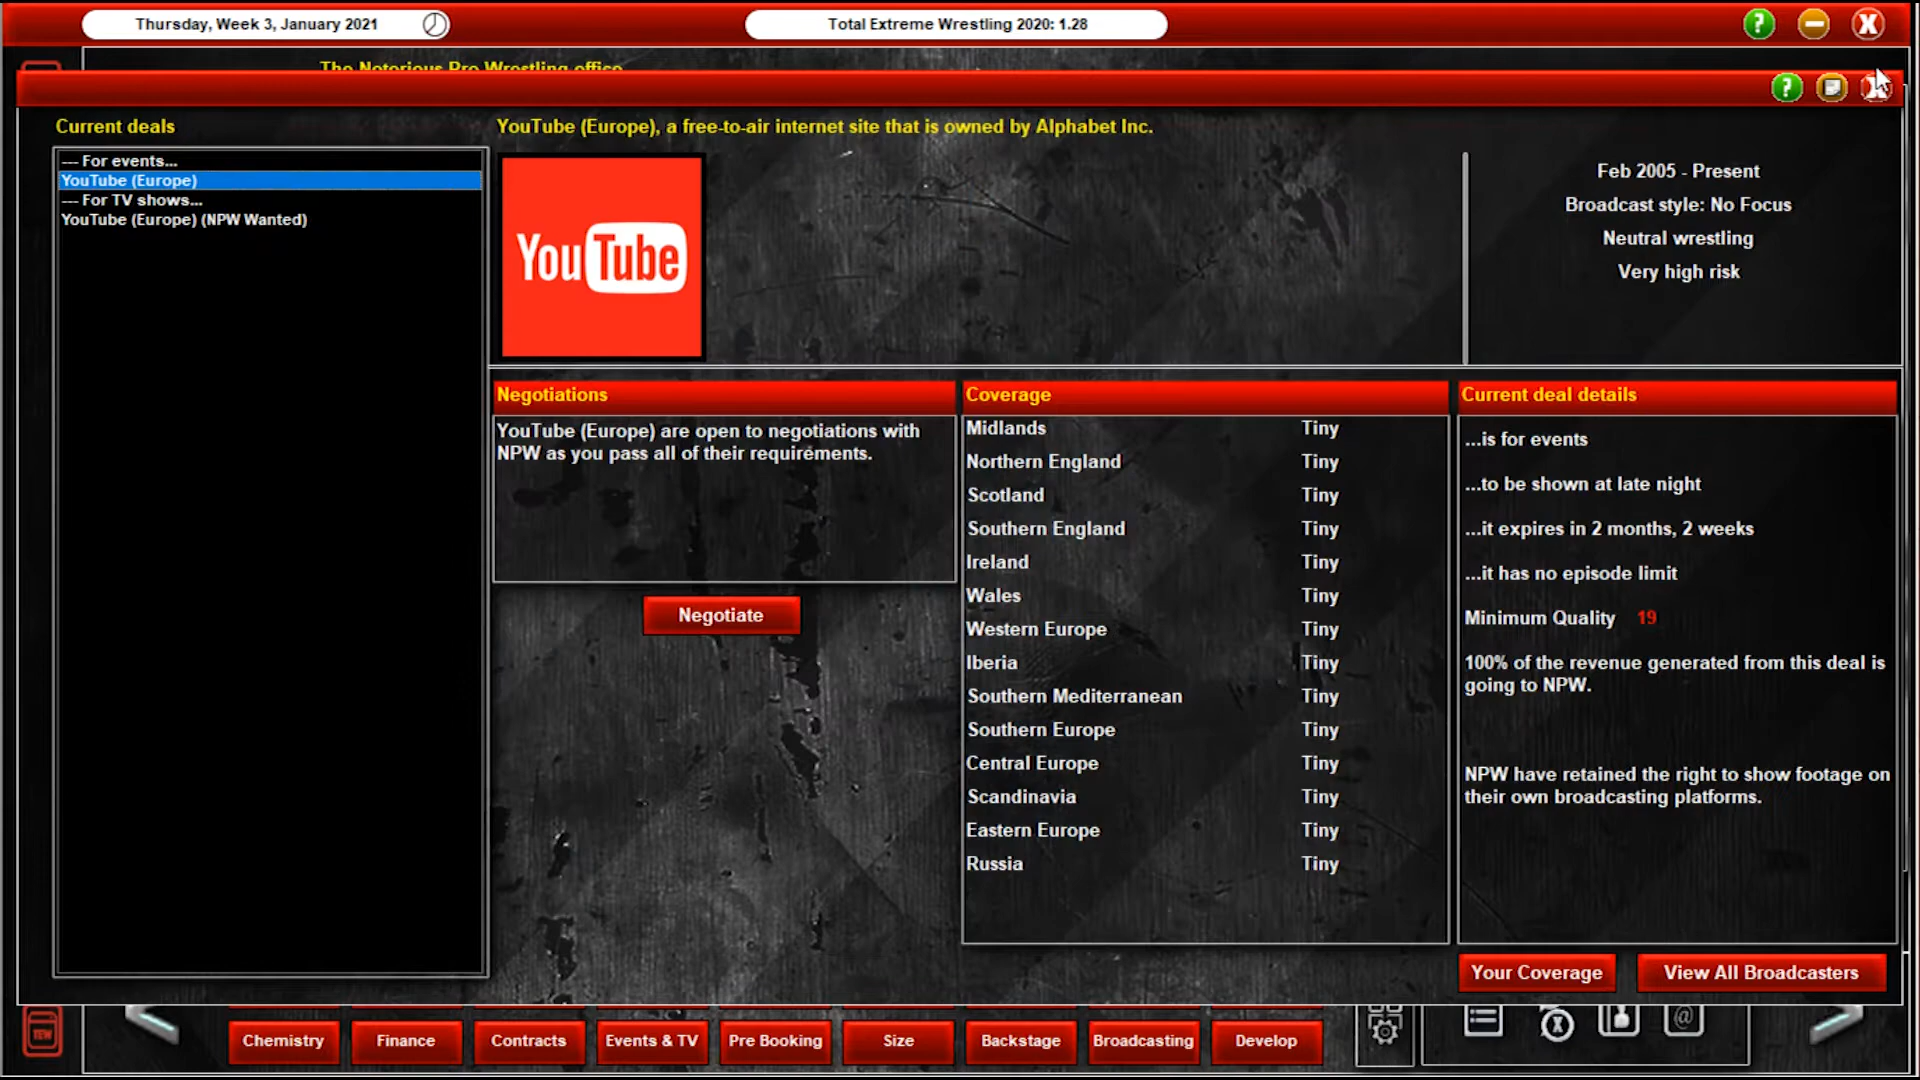 Thursday, Week 3, January 2021
Total Extreme Wrestling 2020: 1.28
The Notorious Pro Wrestling office
Current deals
--- For events...
YouTube (Europe)
--- For TV shows...
YouTube (Europe) (NPW Wanted)
YouTube (Europe), a free-to-air internet site that is owned by Alphabet Inc.
YouTube
Feb 2005 - Present
Broadcast style: No Focus
Neutral wrestling
Very high risk
Negotiations
YouTube (Europe) are open to negotiations with
NPW as you pass all of their requirements.
Negotiate
Coverage
Midlands Tiny
Northern England Tiny
Scotland Tiny
Southern England Tiny
Ireland Tiny
Wales Tiny
Western Europe Tiny
Iberia Tiny
Southern Mediterranean Tiny
Southern Europe Tiny
Central Europe Tiny
Scandinavia Tiny
Eastern Europe Tiny
Russia Tiny
Current deal details
...is for events
...to be shown at late night
...it expires in 2 months, 2 weeks
...it has no episode limit
Minimum Quality 19
100% of the revenue generated from this deal is
going to NPW.
NPW have retained the right to show footage on
their own broadcasting platforms.
Your Coverage
View All Broadcasters
TEW
Chemistry
Finance
Contracts
Events & TV
Pre Booking
Size
Backstage
Broadcasting
Develop